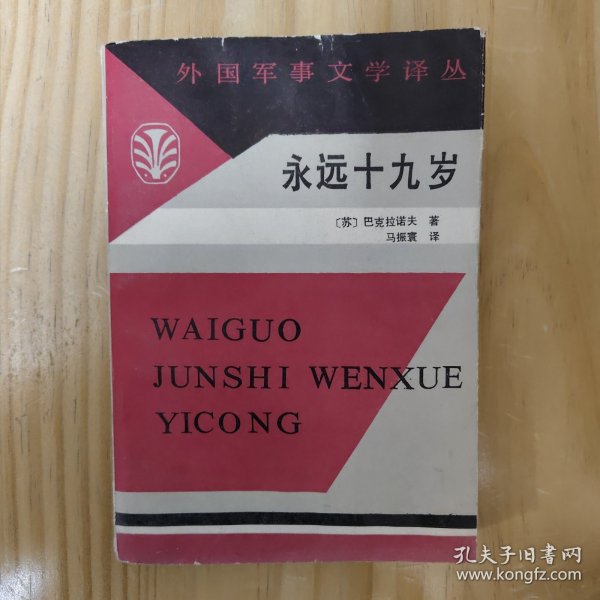 外国军事文学译丛
永远十九岁
〔苏〕巴克拉诺夫 著
马振寰 译
WAIGUO
JUNSHI WENXUE
YICONG
孔夫子旧书网
www.kongfz.com